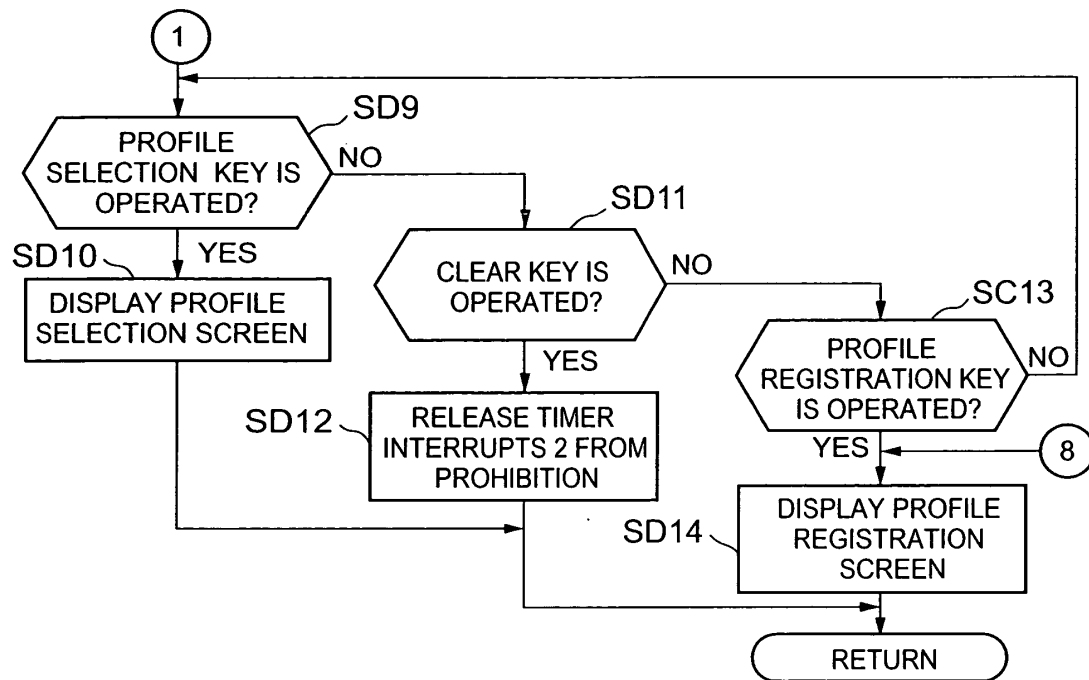 1
SD9
PROFILE
SELECTION KEY IS
OPERATED?
NO
SD11
SD10
YES
DISPLAY PROFILE
SELECTION SCREEN
CLEAR KEY IS
OPERATED?
NO
SC13
YES
PROFILE
REGISTRATION KEY
IS OPERATED?
NO
SD12
RELEASE TIMER
INTERRUPTS 2 FROM
PROHIBITION
YES
8
SD14
DISPLAY PROFILE
REGISTRATION
SCREEN
RETURN